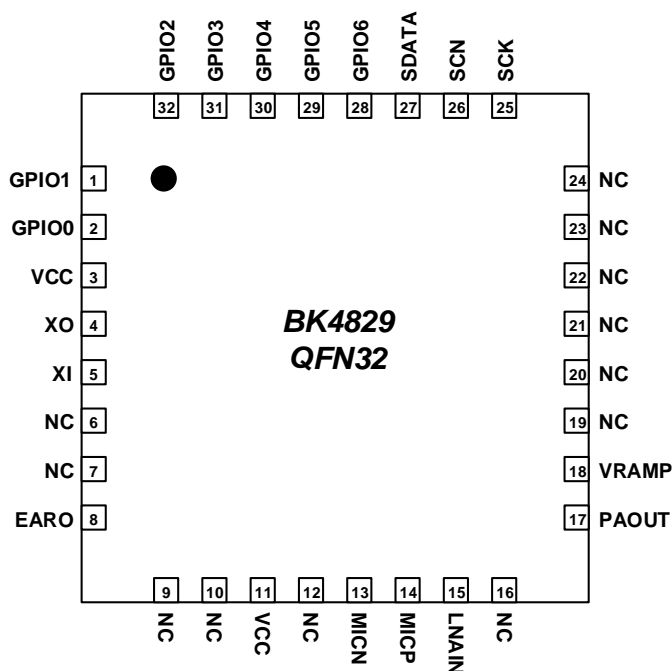 GPIO2
GPIO3
GPIO4
GPIO5
GPIO6
SDATA
SCN
SCK
32
31
30
29
28
27
26
25
GPIO1 1
GPIO0 2
VCC 3
XO 4
XI 5
NC 6
NC 7
EARO 8
BK4829
QFN32
24 NC
23 NC
22 NC
21 NC
20 NC
19 NC
18 VRAMP
17 PAOUT
9
10
11
12
13
14
15
16
NC
NC
VCC
NC
MICN
MICP
LNAIN
NC